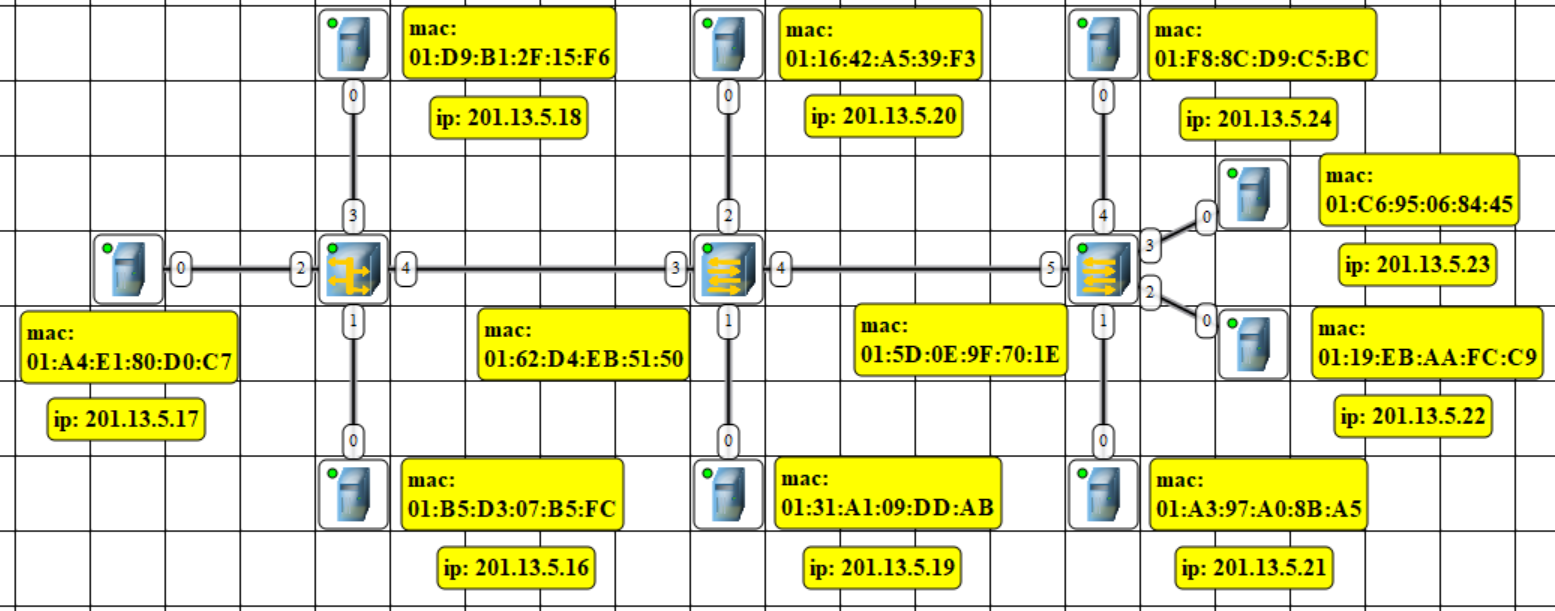 mac:
01:D9:B1:2F:15:F6
mac:
01:16:42:A5:39:F3
mac:
01:F8:8C:D9:C5:BC
0
0
0
ip: 201.13.5.18
ip: 201.13.5.20
ip: 201.13.5.24
mac:
01:C6:95:06:84:45
3
2
4
0
3
ip: 201.13.5.23
0
2
4
3
4
5
2
1
1
1
0
mac:
01:A4:E1:80:D0:C7
mac:
01:62:D4:EB:51:50
mac:
01:5D:0E:9F:70:1E
mac:
01:19:EB:AA:FC:C9
ip: 201.13.5.17
ip: 201.13.5.22
0
0
0
mac:
01:B5:D3:07:B5:FC
mac:
01:31:A1:09:DD:AB
mac:
01:A3:97:A0:8B:A5
ip: 201.13.5.16
ip: 201.13.5.19
ip: 201.13.5.21